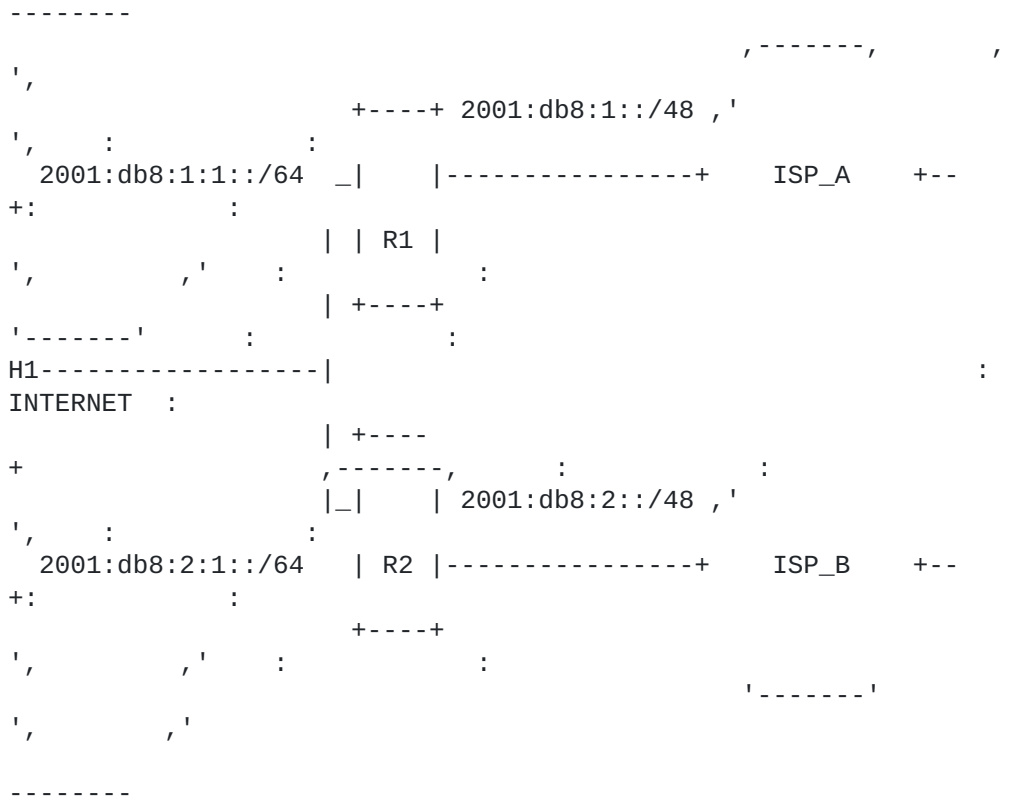 --------
                                                 ,-------,        ,
',
                       +----+ 2001:db8:1::/48 ,'
',     :             :
  2001:db8:1:1::/64  _|    |----------------+    ISP_A    +--
+:             :
                     | | R1 |
',          ,'     :             :
                     | +----+
'-------'       :             :
H1------------------|                                           :
INTERNET  :
                     | +----
+                    ,-------,       :             :
                     |_|    | 2001:db8:2::/48 ,'
',     :             :
  2001:db8:2:1::/64   | R2 |----------------+    ISP_B    +--
+:             :
                       +----+
',          ,'     :             :
                                                 '-------'
',         ,'
--------